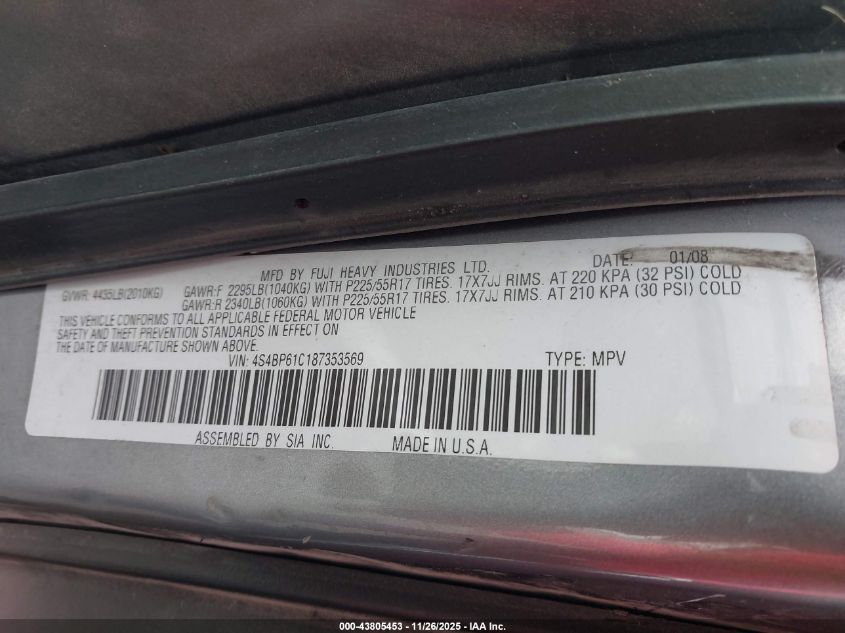 MFD BY FUJI HEAVY INDUSTRIES LTD. DATE: 01/08
GVWR: 4435LB(2010KG) GAWR:F 2295LB(1040KG) WITH P225/55R17 TIRES. 17X7JJ RIMS. AT 220 KPA (32 PSI) COLD
GAWR:R 2340LB(1060KG) WITH P225/55R17 TIRES. 17X7JJ RIMS. AT 210 KPA (30 PSI) COLD
THIS VEHICLE CONFORMS TO ALL APPLICABLE FEDERAL MOTOR VEHICLE
SAFETY AND THEFT PREVENTION STANDARDS IN EFFECT ON
THE DATE OF MANUFACTURE SHOWN ABOVE.
VIN: 4S4BP61C187353569 TYPE: MPV
ASSEMBLED BY SIA INC. MADE IN U.S.A.
000-43805453 - 11/26/2025 - IAA Inc.